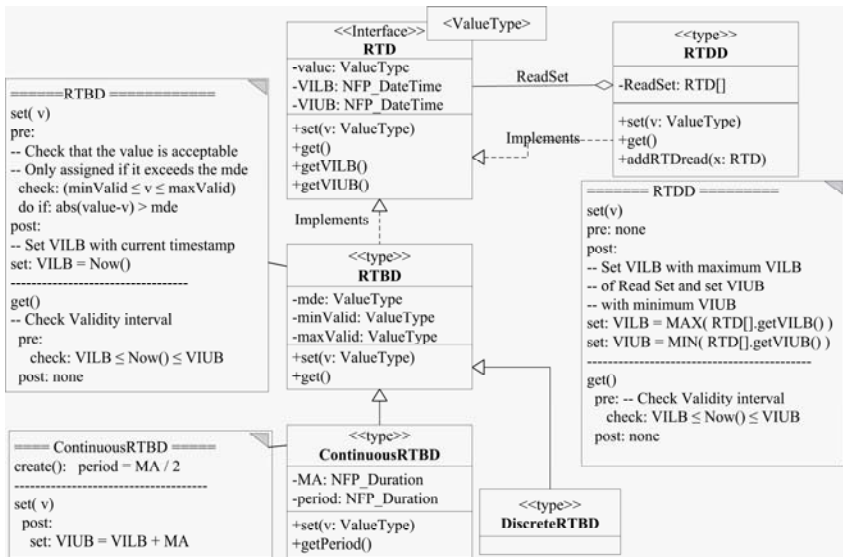 <<Interface>>
RTD
<ValueType>
-value: ValueType
-VILB: NFP_DateTime
-VIUB: NFP_DateTime
+set(v: ValueType)
+get()
+getVILB()
+getVIUB()
ReadSet
<<type>>
RTDD
-ReadSet: RTD[]
+set(v: ValueType)
+get()
+addRTDread(x: RTD)
Implements
======RTBD ============
set( v)
pre:
-- Check that the value is acceptable
-- Only assigned if it exceeds the mde
check: (minValid ≤ v ≤ maxValid)
do if: abs(value-v) > mde
post:
-- Set VILB with current timestamp
set: VILB = Now()
----------------------------------
get()
-- Check Validity interval
pre:
check: VILB ≤ Now() ≤ VIUB
post: none
Implements
<<type>>
RTBD
-mde: ValueType
-minValid: ValueType
-maxValid: ValueType
+set(v: ValueType)
+get()
======= RTDD =========
set(v)
pre: none
post:
-- Set VILB with maximum VILB
-- of Read Set and set VIUB
-- with minimum VIUB
set: VILB = MAX( RTD[].getVILB() )
set: VIUB = MIN( RTD[].getVIUB() )
-------------------------------------------
get()
pre: -- Check Validity interval
check: VILB ≤ Now() ≤ VIUB
post: none
==== ContinuousRTBD =====
create(): period = MA / 2
-------------------------------------
set( v)
post:
set: VIUB = VILB + MA
<<type>>
ContinuousRTBD
-MA: NFP_Duration
-period: NFP_Duration
+set(v: ValueType)
+getPeriod()
<<type>>
DiscreteRTBD